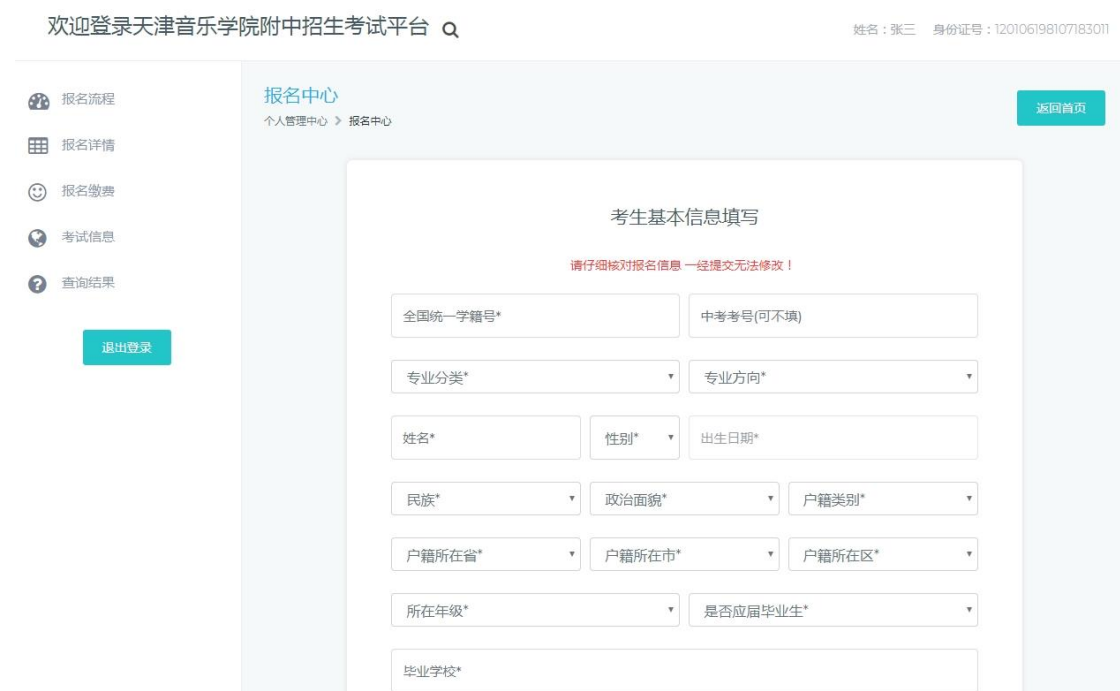 欢迎登录天津音乐学院附中招生考试平台
姓名：张三 身份证号：120106198107183011
报名流程
报名详情
报名缴费
考试信息
查询结果
退出登录
报名中心
个人管理中心 > 报名中心
返回首页
考生基本信息填写
请仔细核对报名信息 一经提交无法修改！
全国统一学籍号* 中考考号(可不填)
专业分类* 专业方向*
姓名* 性别* 出生日期*
民族* 政治面貌* 户籍类别*
户籍所在省* 户籍所在市* 户籍所在区*
所在年级* 是否应届毕业生*
毕业学校*